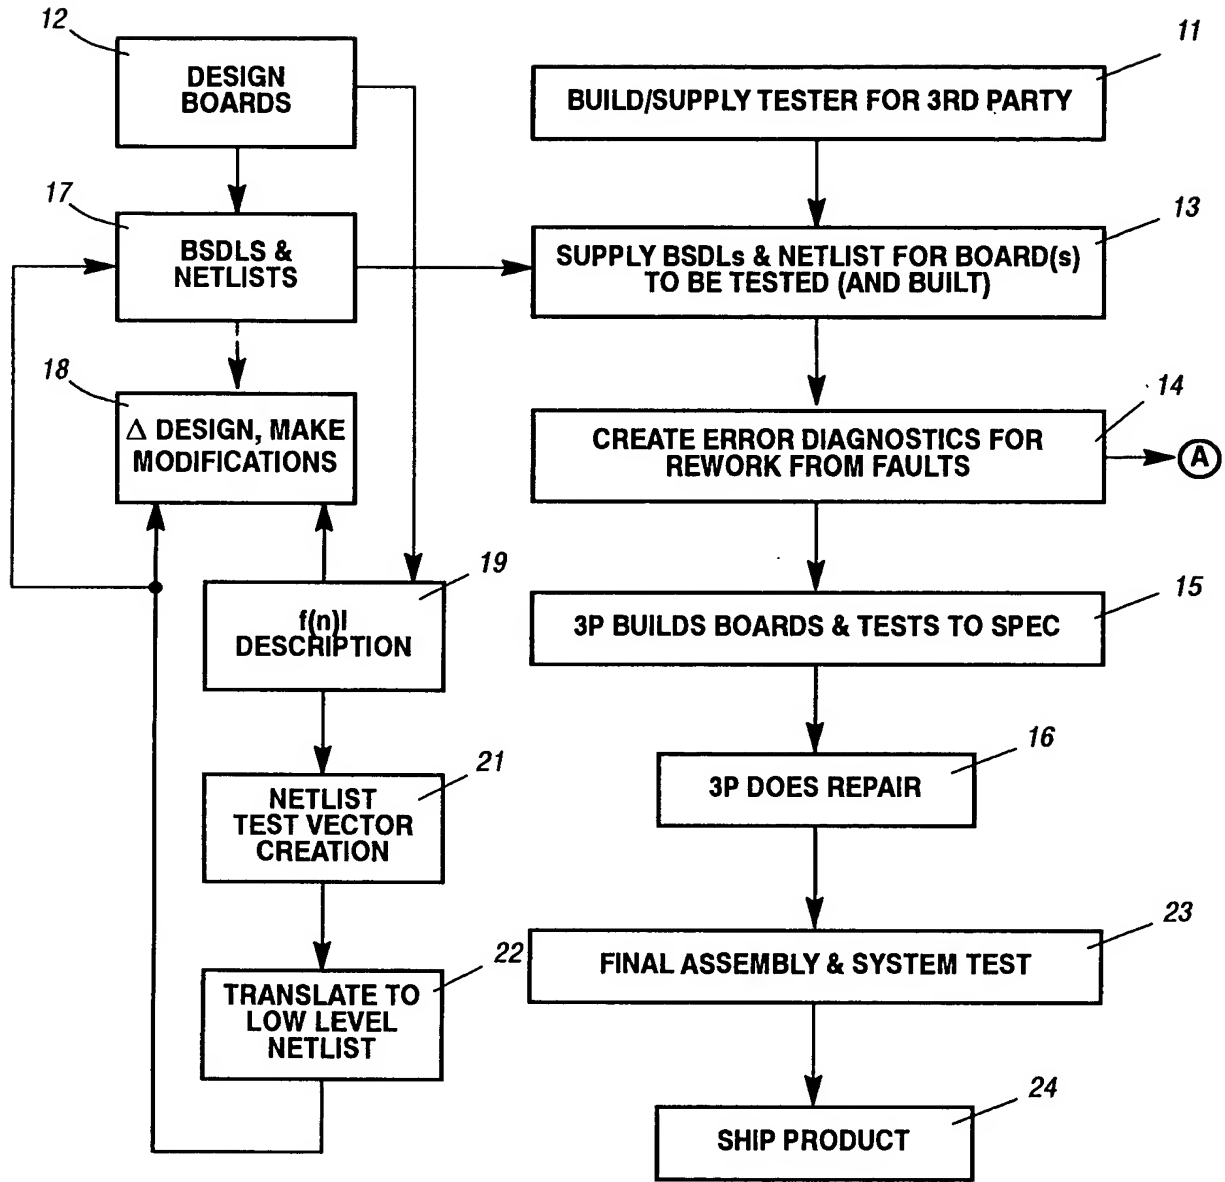 12
DESIGN
BOARDS
11
BUILD/SUPPLY TESTER FOR 3RD PARTY
17
BSDLS &
NETLISTS
13
SUPPLY BSDLs & NETLIST FOR BOARD(s)
TO BE TESTED (AND BUILT)
18
Δ DESIGN, MAKE
MODIFICATIONS
14
CREATE ERROR DIAGNOSTICS FOR
REWORK FROM FAULTS
A
19
f(n)l
DESCRIPTION
15
3P BUILDS BOARDS & TESTS TO SPEC
21
NETLIST
TEST VECTOR
CREATION
16
3P DOES REPAIR
22
TRANSLATE TO
LOW LEVEL
NETLIST
23
FINAL ASSEMBLY & SYSTEM TEST
24
SHIP PRODUCT